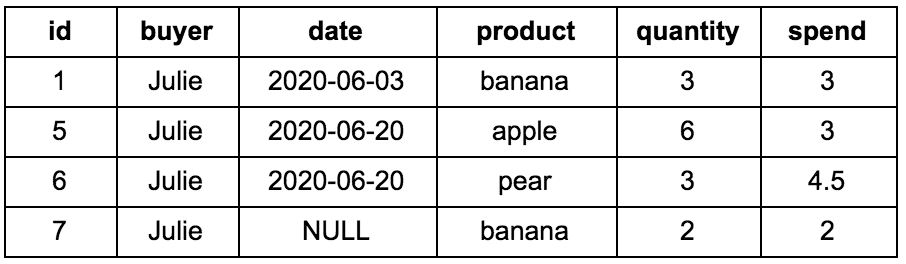 id buyer date product quantity spend
1 Julie 2020-06-03 banana 3 3
5 Julie 2020-06-20 apple 6 3
6 Julie 2020-06-20 pear 3 4.5
7 Julie NULL banana 2 2